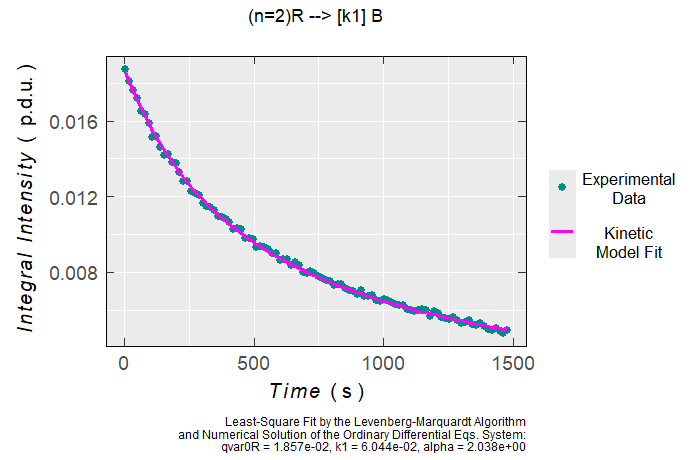 (n=2)R --> [k1] B
Integral Intensity ( p.d.u. )
0.016
0.012
0.008
0
500
1000
1500
Time ( s )
Experimental
Data
Kinetic
Model Fit
Least-Square Fit by the Levenberg-Marquardt Algorithm
and Numerical Solution of the Ordinary Differential Eqs. System:
qvar0R = 1.857e-02, k1 = 6.044e-02, alpha = 2.038e+00